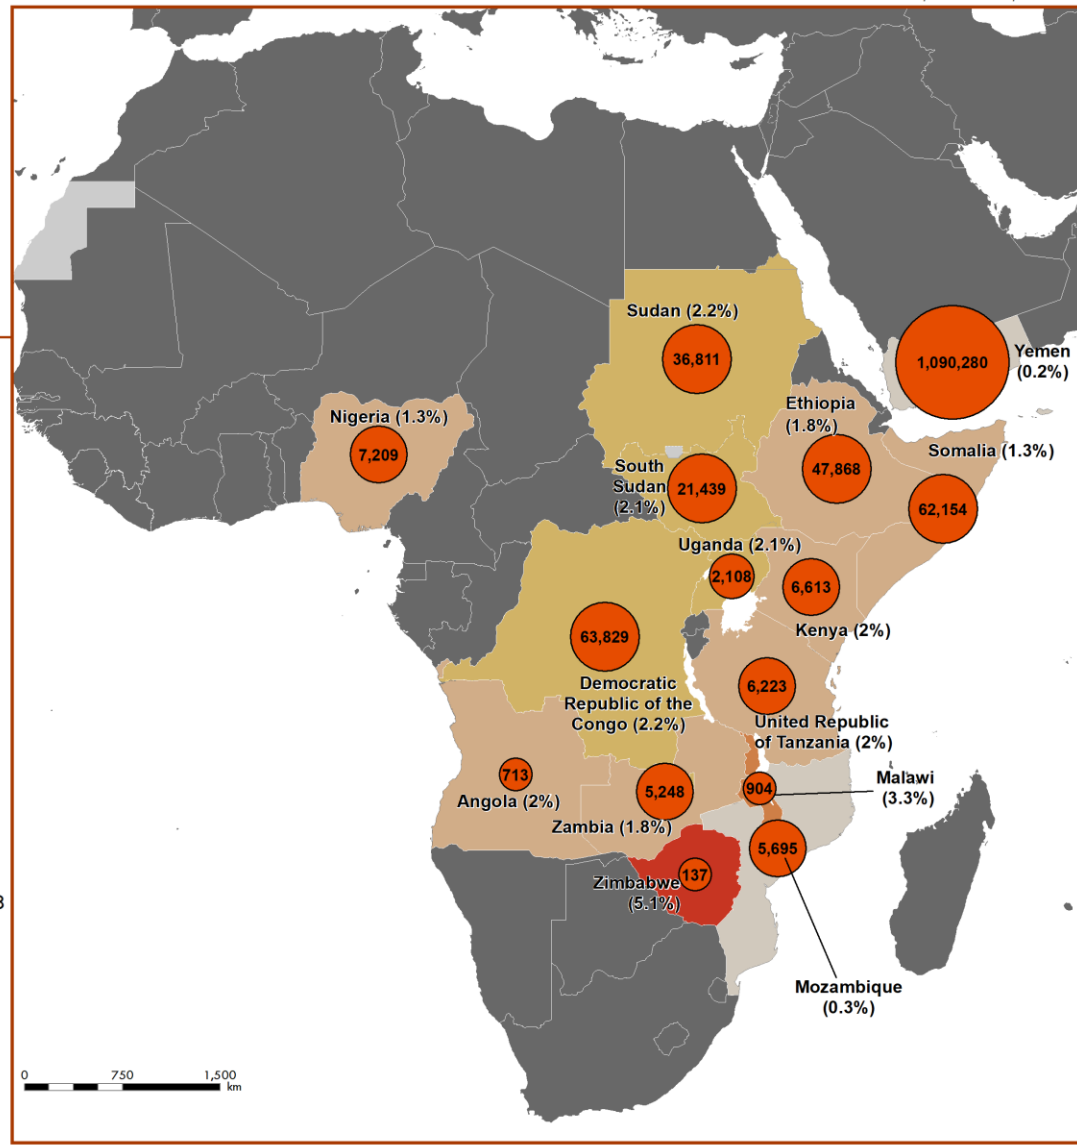 Sudan (2.2%)
36,811
1,090,280
Yemen
(0.2%)
Nigeria (1.3%)
7,209
Ethiopia
(1.8%)
47,868
Somalia (1.3%)
62,154
South
Sudan
(2.1%)
21,439
Uganda (2.1%)
2,108
6,613
Kenya (2%)
63,829
Democratic
Republic of the
Congo (2.2%)
6,223
United Republic
of Tanzania (2%)
713
Angola (2%)
5,248
Zambia (1.8%)
904
Malawi
(3.3%)
5,695
137
Zimbabwe
(5.1%)
Mozambique
(0.3%)
0 750 1,500
km